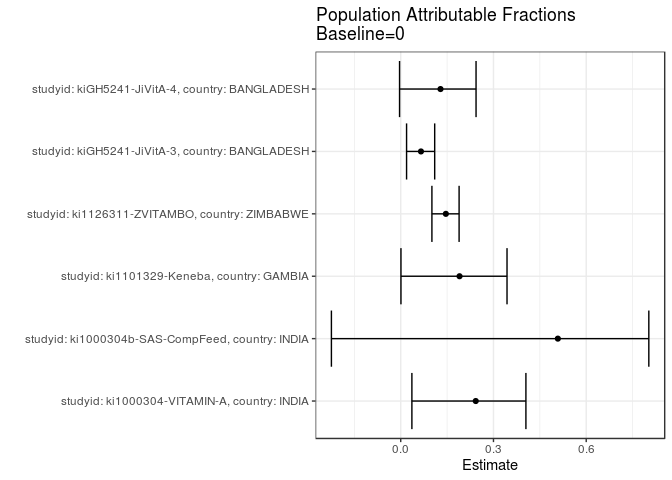 Population Attributable Fractions
Baseline=0
studyid: kiGH5241-JiVitA-4, country: BANGLADESH
studyid: kiGH5241-JiVitA-3, country: BANGLADESH
studyid: ki1126311-ZVITAMBO, country: ZIMBABWE
studyid: ki1101329-Keneba, country: GAMBIA
studyid: ki1000304b-SAS-CompFeed, country: INDIA
studyid: ki1000304-VITAMIN-A, country: INDIA
0.0 0.3 0.6
Estimate